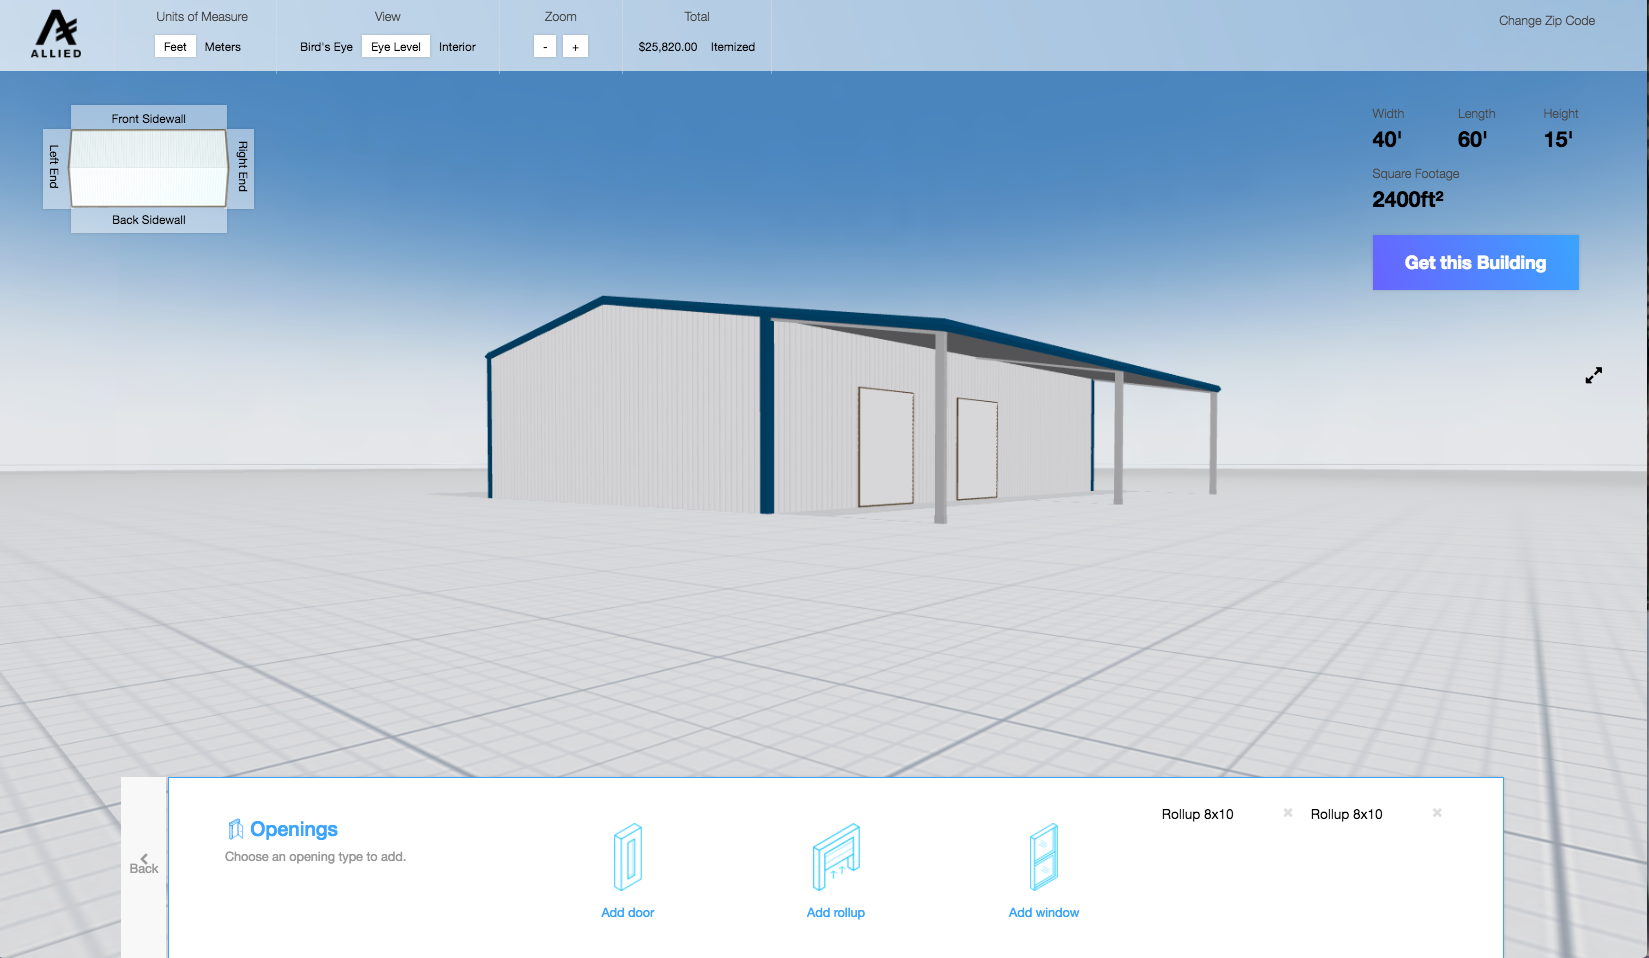 ALLIED
Units of Measure
Feet Meters
View
Bird's Eye Eye Level Interior
Zoom
- +
Total
$25,820.00 Itemized
Change Zip Code
Front Sidewall
Left End
Right End
Back Sidewall
Width Length Height
40' 60' 15'
Square Footage
2400ft²
Get this Building
Back
Openings
Choose an opening type to add.
Add door
Add rollup
Add window
Rollup 8x10
Rollup 8x10